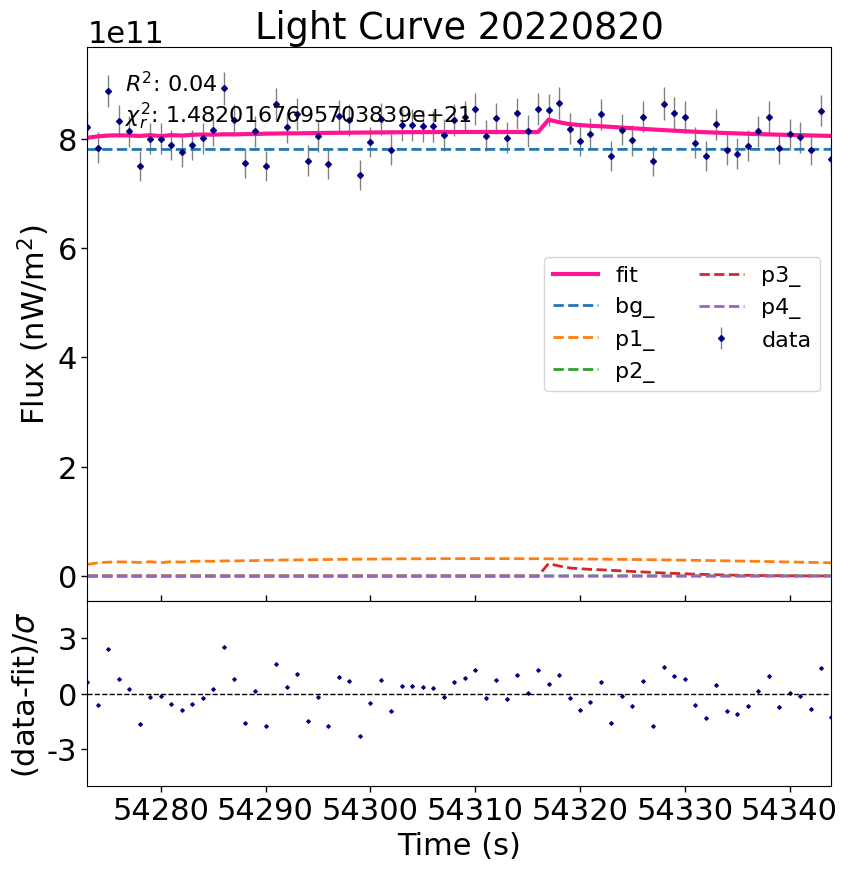 Light Curve 20220820
1e11
R²: 0.04
χ²ᵣ: 1.4820167695703839e+21
8
6
4
2
0
Flux (nW/m²)
fit
bg_
p1_
p2_
p3_
p4_
data
3
0
-3
(data-fit)/σ
54280 54290 54300 54310 54320 54330 54340
Time (s)